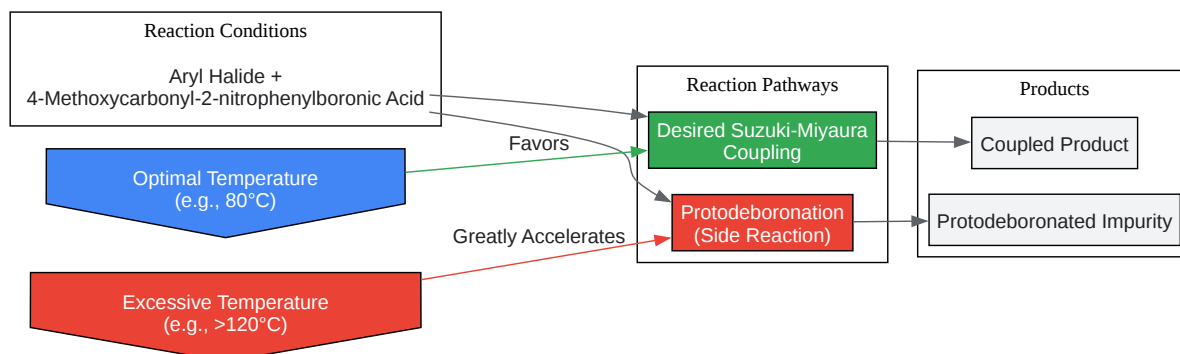 Reaction Conditions
Aryl Halide +
4-Methoxycarbonyl-2-nitrophenylboronic Acid
Optimal Temperature
(e.g., 80°C)
Excessive Temperature
(e.g., >120°C)
Favors
Greatly Accelerates
Reaction Pathways
Desired Suzuki-Miyaura
Coupling
Protodeboronation
(Side Reaction)
Products
Coupled Product
Protodeboronated Impurity